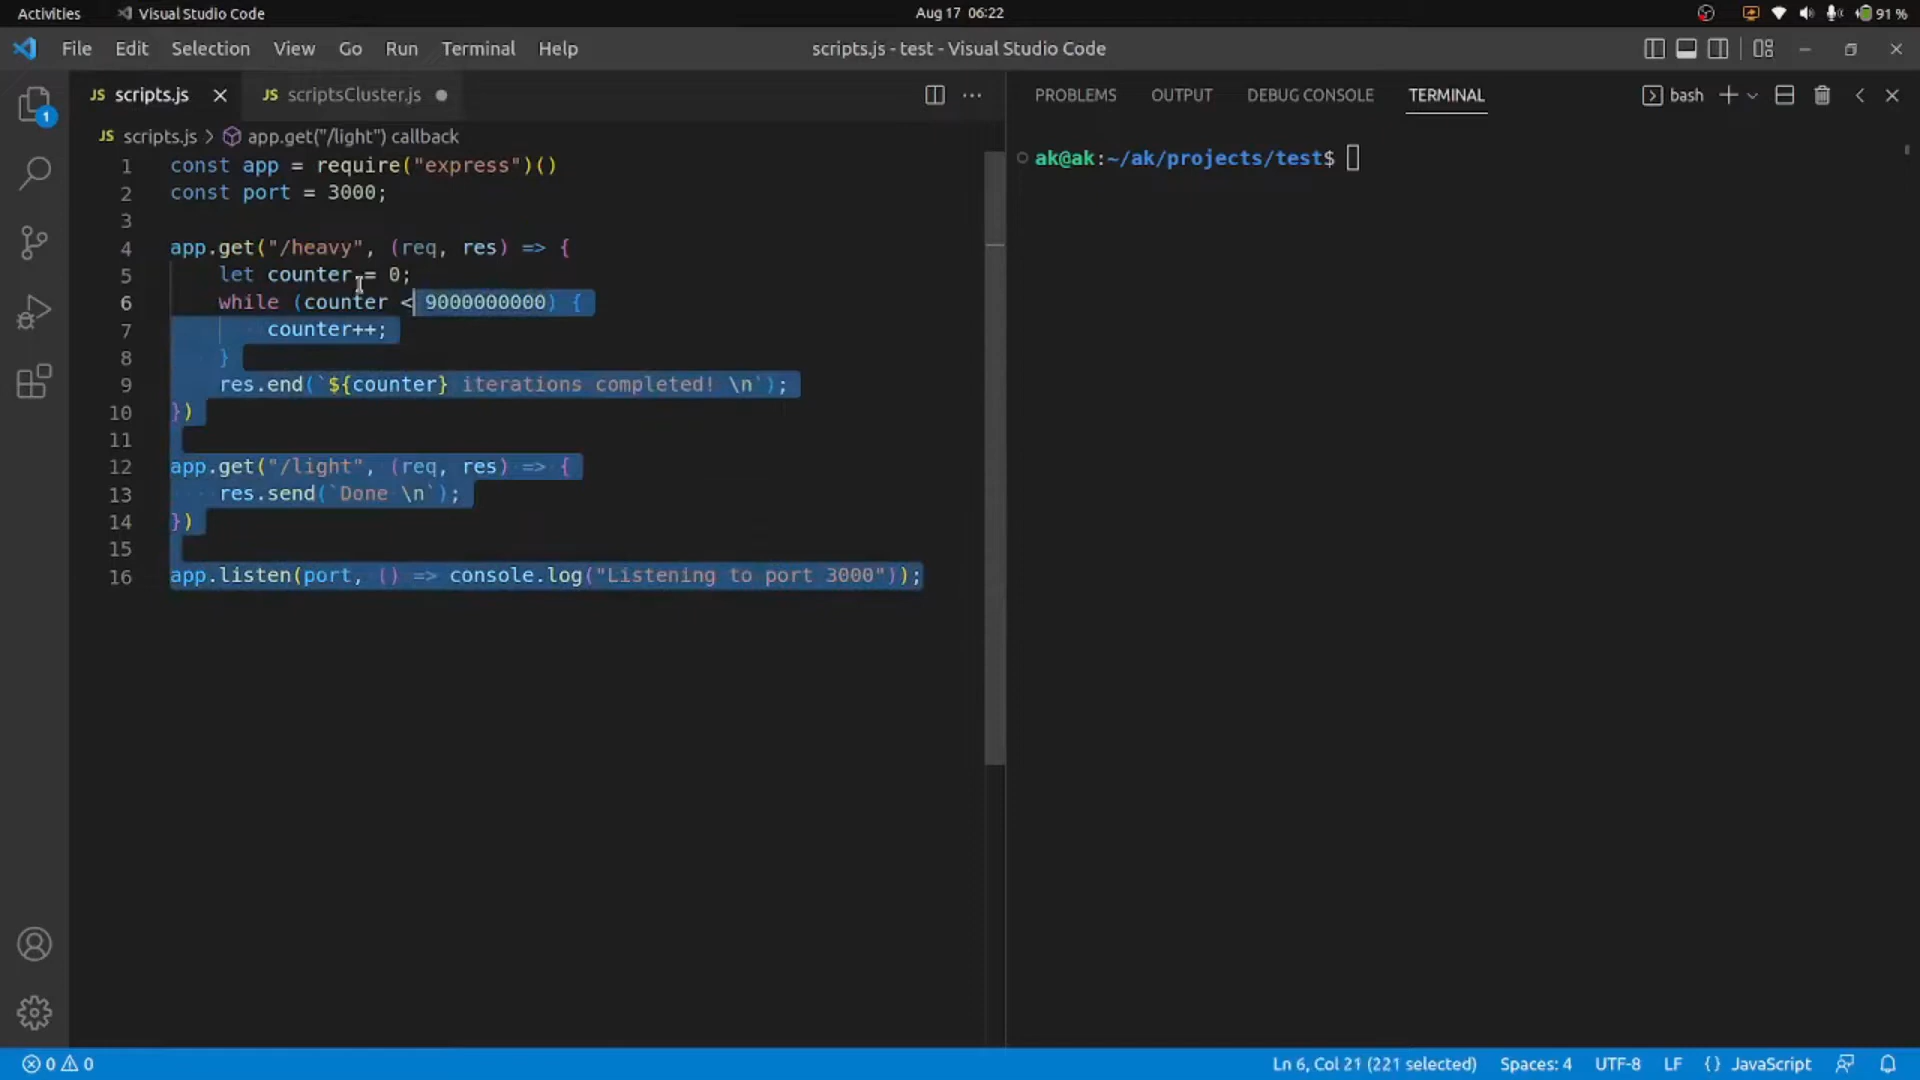 Activities Visual Studio Code Aug 17 06:22 91 %
File Edit Selection View Go Run Terminal Help scripts.js - test - Visual Studio Code
JS scripts.js JS scriptsCluster.js
PROBLEMS OUTPUT DEBUG CONSOLE TERMINAL bash
1
JS scripts.js > app.get("/light") callback
1 const app = require("express")()
2 const port = 3000;
3
4 app.get("/heavy", (req, res) => {
5 let counter = 0;
6 while (counter < 9000000000) {
7 counter++;
8 }
9 res.end(`${counter} iterations completed! \n`);
10 })
11
12 app.get("/light", (req, res) => {
13 res.send(`Done \n`);
14 })
15
16 app.listen(port, () => console.log("Listening to port 3000"));
ak@ak:~/ak/projects/test$
0 0 Ln 6, Col 21 (221 selected) Spaces: 4 UTF-8 LF {} JavaScript